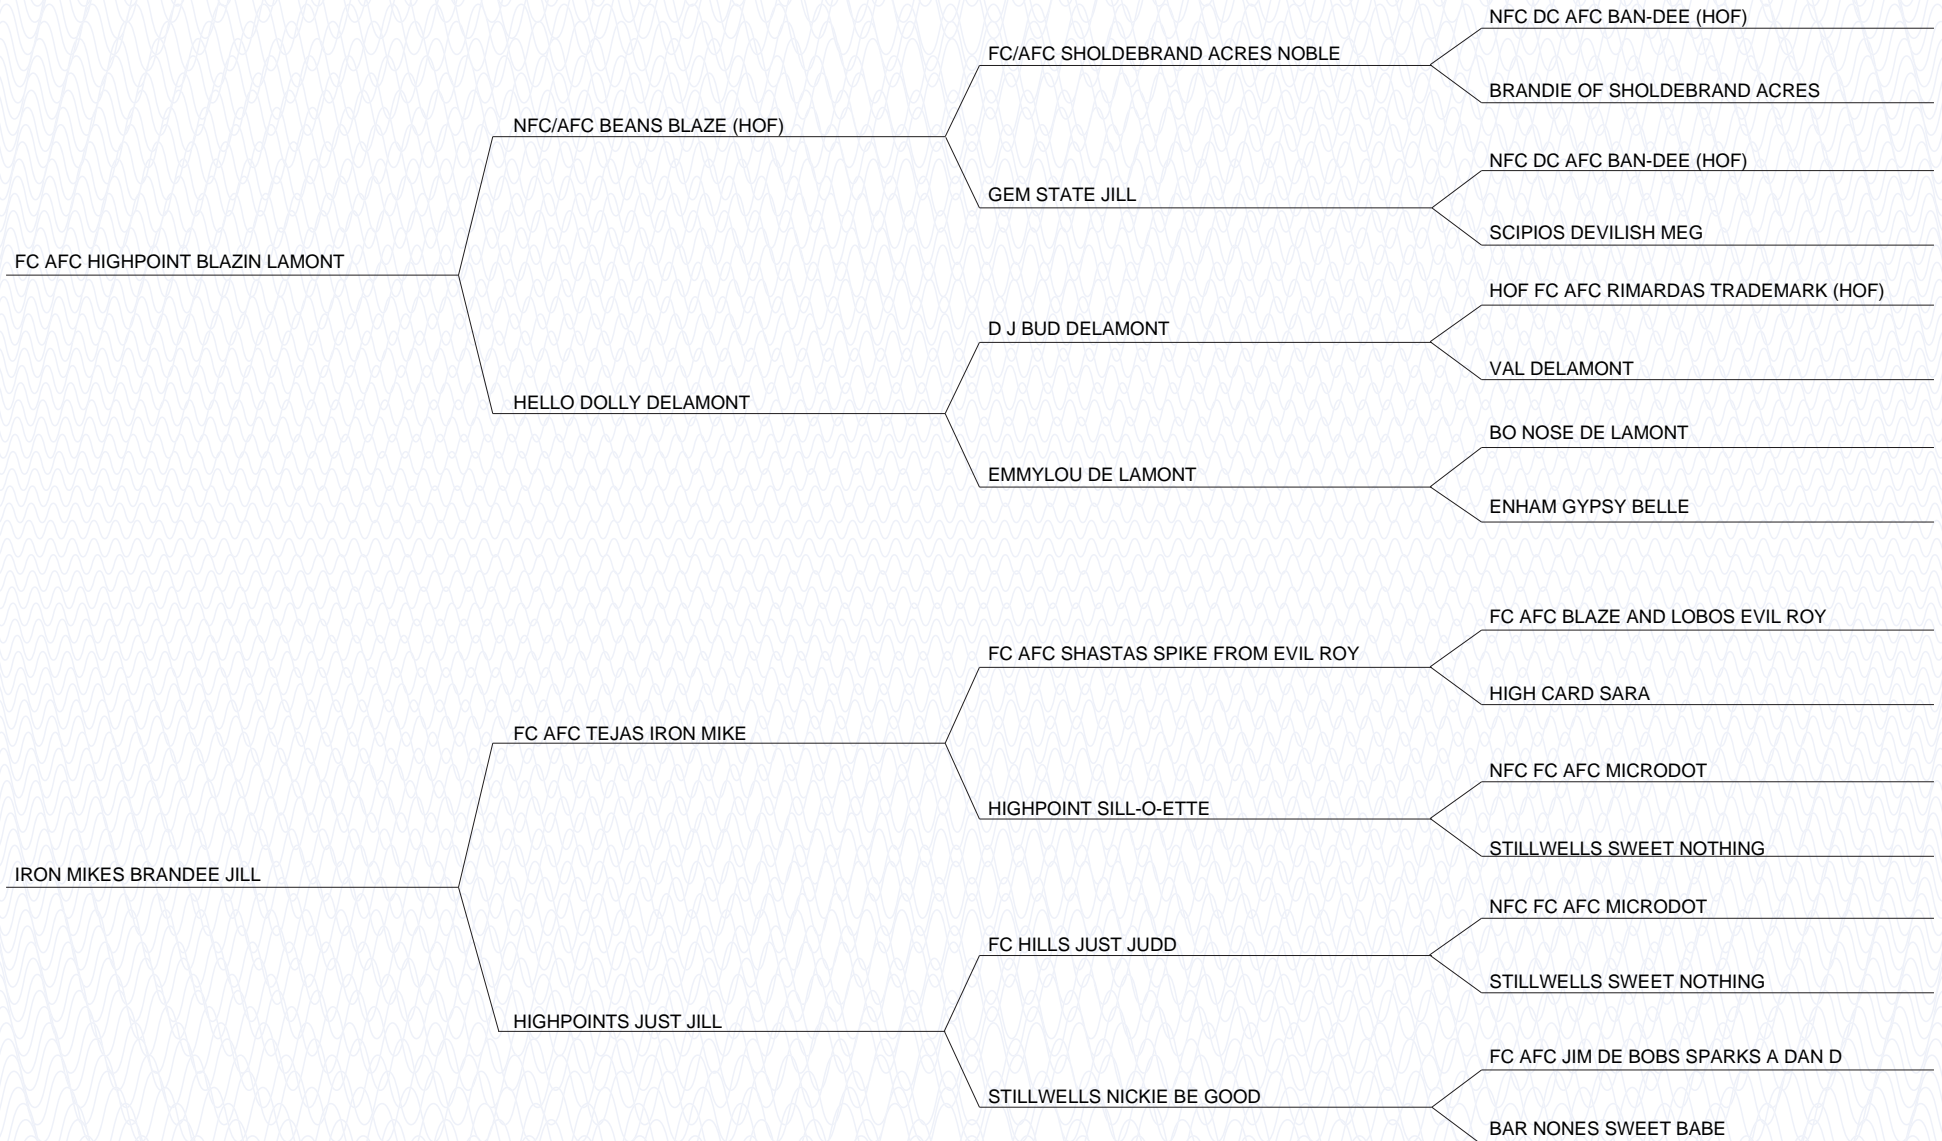 NFC DC AFC BAN-DEE (HOF)
FC/AFC SHOLDEBRAND ACRES NOBLE
BRANDIE OF SHOLDEBRAND ACRES
NFC/AFC BEANS BLAZE (HOF)
NFC DC AFC BAN-DEE (HOF)
GEM STATE JILL
SCIPIOS DEVILISH MEG
FC AFC HIGHPOINT BLAZIN LAMONT
HOF FC AFC RIMARDAS TRADEMARK (HOF)
D J BUD DELAMONT
VAL DELAMONT
HELLO DOLLY DELAMONT
BO NOSE DE LAMONT
EMMYLOU DE LAMONT
ENHAM GYPSY BELLE
FC AFC BLAZE AND LOBOS EVIL ROY
FC AFC SHASTAS SPIKE FROM EVIL ROY
HIGH CARD SARA
FC AFC TEJAS IRON MIKE
NFC FC AFC MICRODOT
HIGHPOINT SILL-O-ETTE
STILLWELLS SWEET NOTHING
IRON MIKES BRANDEE JILL
NFC FC AFC MICRODOT
FC HILLS JUST JUDD
STILLWELLS SWEET NOTHING
HIGHPOINTS JUST JILL
FC AFC JIM DE BOBS SPARKS A DAN D
STILLWELLS NICKIE BE GOOD
BAR NONES SWEET BABE